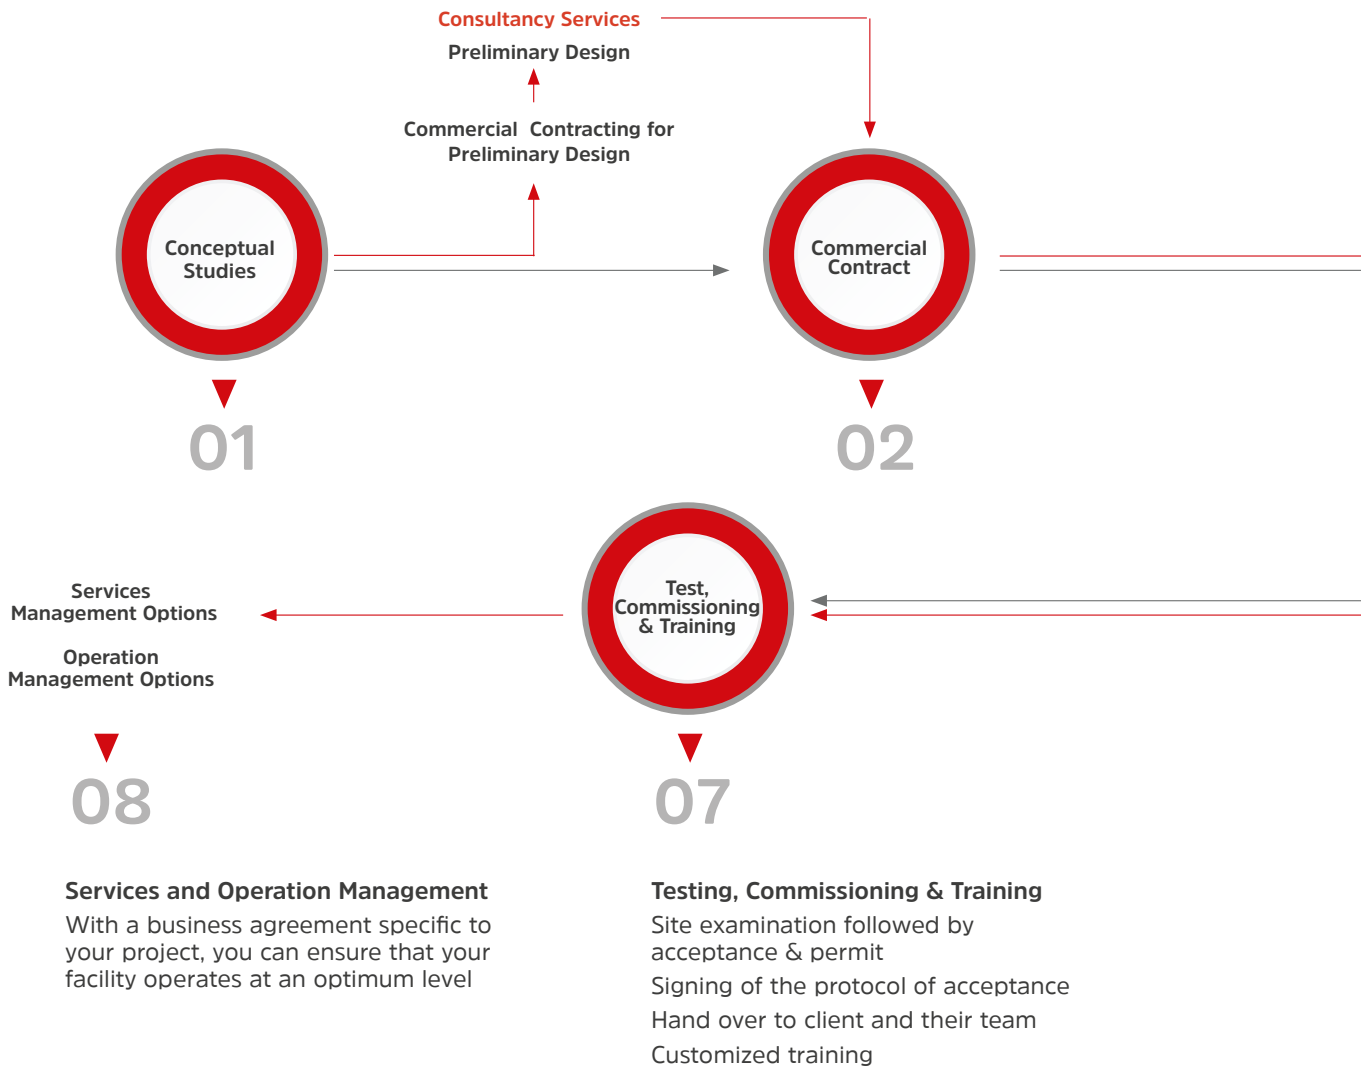 Consultancy Services
Preliminary Design
Commercial Contracting for
Preliminary Design
Conceptual
Studies
Commercial
Contract
01
02
Services
Management Options
Operation
Management Options
Test,
Commissioning
& Training
08
07
Services and Operation Management
With a business agreement specific to
your project, you can ensure that your
facility operates at an optimum level
Testing, Commissioning & Training
Site examination followed by
acceptance & permit
Signing of the protocol of acceptance
Hand over to client and their team
Customized training